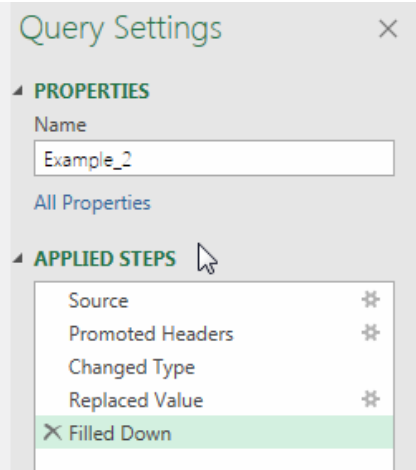 Query Settings
PROPERTIES
Name
Example_2
All Properties
APPLIED STEPS
Source
Promoted Headers
Changed Type
Replaced Value
Filled Down